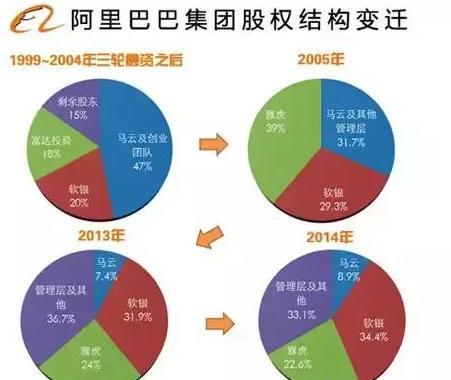 阿里巴巴集团股权结构变迁
1999~2004年三轮融资之后
剩余股东
15%
富达投资
18%
马云及创业
团队
47%
软银
20%
2005年
雅虎
39%
马云及其他
管理层
31.7%
软银
29.3%
2013年
马云
7.4%
管理层及其
他
36.7%
软银
31.9%
雅虎
24%
2014年
马云
8.9%
管理层及其
他
33.1%
软银
34.4%
雅虎
22.6%